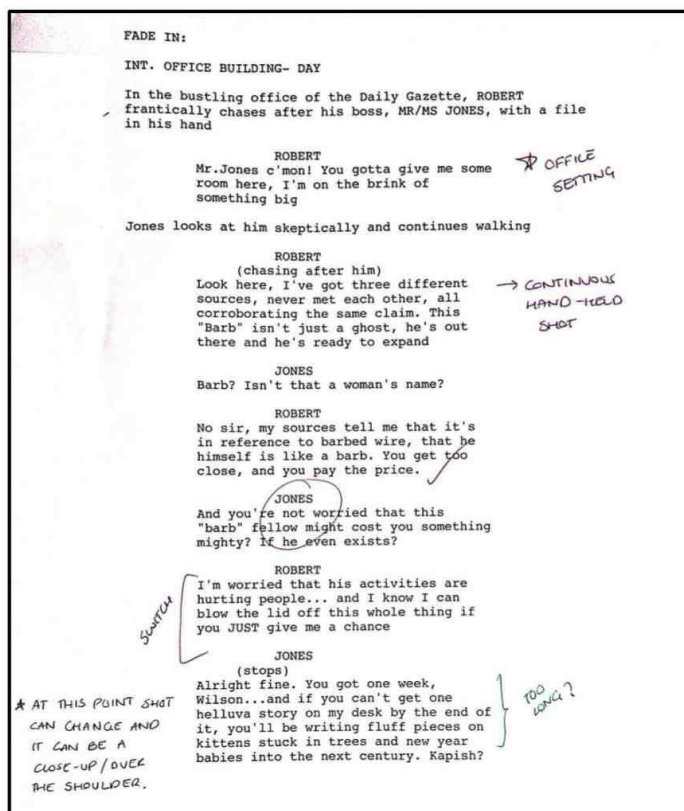 FADE IN:
INT. OFFICE BUILDING- DAY
In the bustling office of the Daily Gazette, ROBERT
frantically chases after his boss, MR/MS JONES, with a file
in his hand
ROBERT
Mr.Jones c'mon! You gotta give me some
room here, I'm on the brink of
something big
★ OFFICE
SETTING
Jones looks at him skeptically and continues walking
ROBERT
(chasing after him)
Look here, I've got three different
sources, never met each other, all
corroborating the same claim. This
"Barb" isn't just a ghost, he's out
there and he's ready to expand
→ CONTINUOUS
HAND-HELD
SHOT
JONES
Barb? Isn't that a woman's name?
ROBERT
No sir, my sources tell me that it's
in reference to barbed wire, that he
himself is like a barb. You get too
close, and you pay the price.
JONES
And you're not worried that this
"barb" fellow might cost you something
mighty? If he even exists?
ROBERT
I'm worried that his activities are
hurting people... and I know I can
blow the lid off this whole thing if
you JUST give me a chance
SWITCH
JONES
(stops)
Alright fine. You got one week,
Wilson...and if you can't get one
helluva story on my desk by the end of
it, you'll be writing fluff pieces on
kittens stuck in trees and new year
babies into the next century. Kapish?
TOO
LONG?
★ AT THIS POINT SHOT
CAN CHANGE AND
IT CAN BE A
CLOSE-UP/OVER
THE SHOULDER.